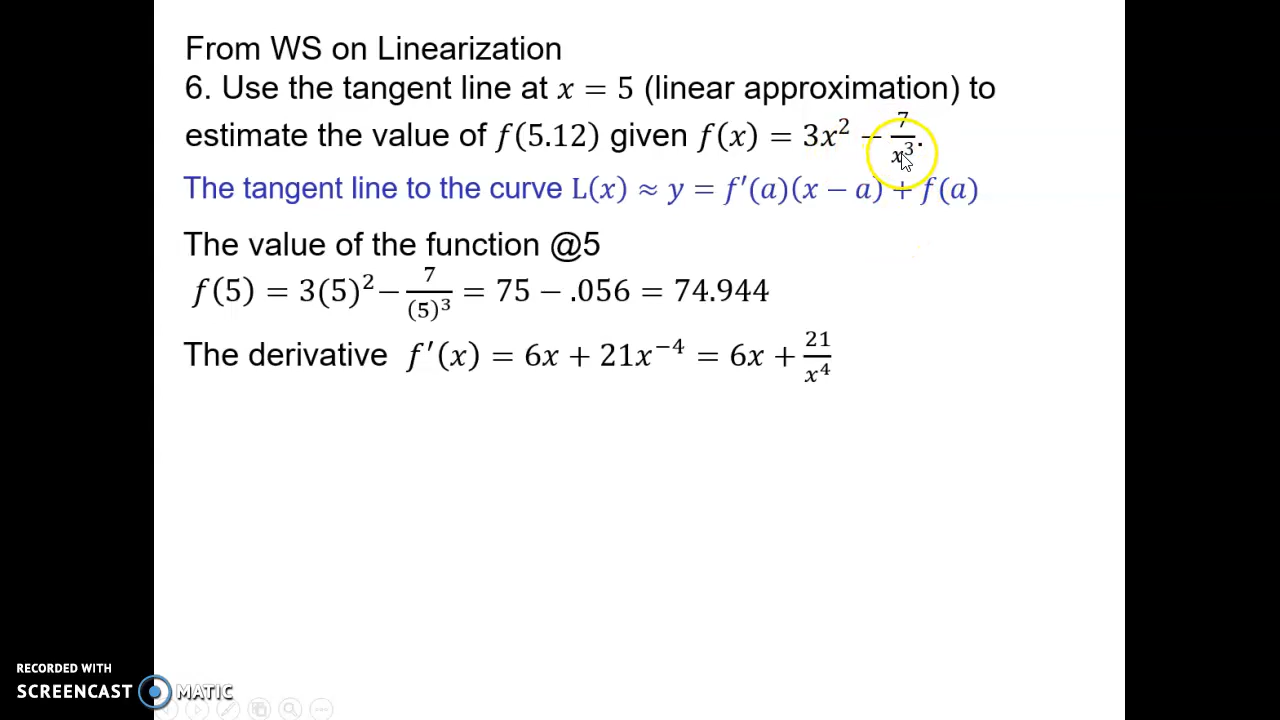 From WS on Linearization
6. Use the tangent line at x = 5 (linear approximation) to
estimate the value of f(5.12) given f(x) = 3x² − 7/x³.
The tangent line to the curve L(x) ≈ y = f′(a)(x − a) + f(a)
The value of the function @5
f(5) = 3(5)² − 7/(5)³ = 75 − .056 = 74.944
The derivative f′(x) = 6x + 21x⁻⁴ = 6x + 21/x⁴
RECORDED WITH
SCREENCAST MATIC